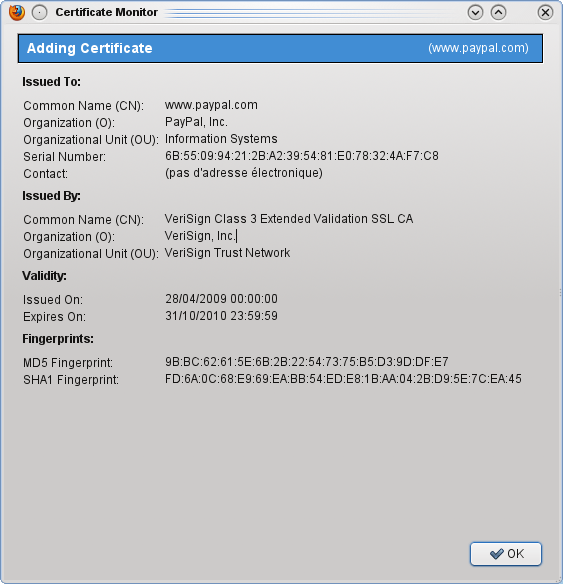 Certificate Monitor
Adding Certificate (www.paypal.com)
Issued To:
Common Name (CN): www.paypal.com
Organization (O): PayPal, Inc.
Organizational Unit (OU): Information Systems
Serial Number: 6B:55:09:94:21:2B:A2:39:54:81:E0:78:32:4A:F7:C8
Contact: (pas d'adresse électronique)
Issued By:
Common Name (CN): VeriSign Class 3 Extended Validation SSL CA
Organization (O): VeriSign, Inc.
Organizational Unit (OU): VeriSign Trust Network
Validity:
Issued On: 28/04/2009 00:00:00
Expires On: 31/10/2010 23:59:59
Fingerprints:
MD5 Fingerprint: 9B:BC:62:61:5E:6B:2B:22:54:73:75:B5:D3:9D:DF:E7
SHA1 Fingerprint: FD:6A:0C:68:E9:69:EA:BB:54:ED:E8:1B:AA:04:2B:D9:5E:7C:EA:45
OK